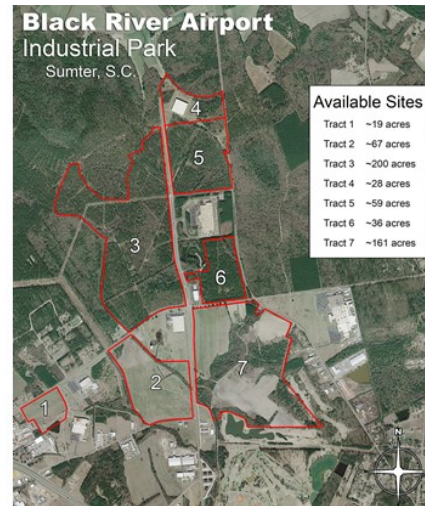 Black River Airport
Industrial Park
Sumter, S.C.
Available Sites
Tract 1 ~19 acres
Tract 2 ~67 acres
Tract 3 ~200 acres
Tract 4 ~28 acres
Tract 5 ~59 acres
Tract 6 ~36 acres
Tract 7 ~161 acres
4
5
3
6
2
7
1
N